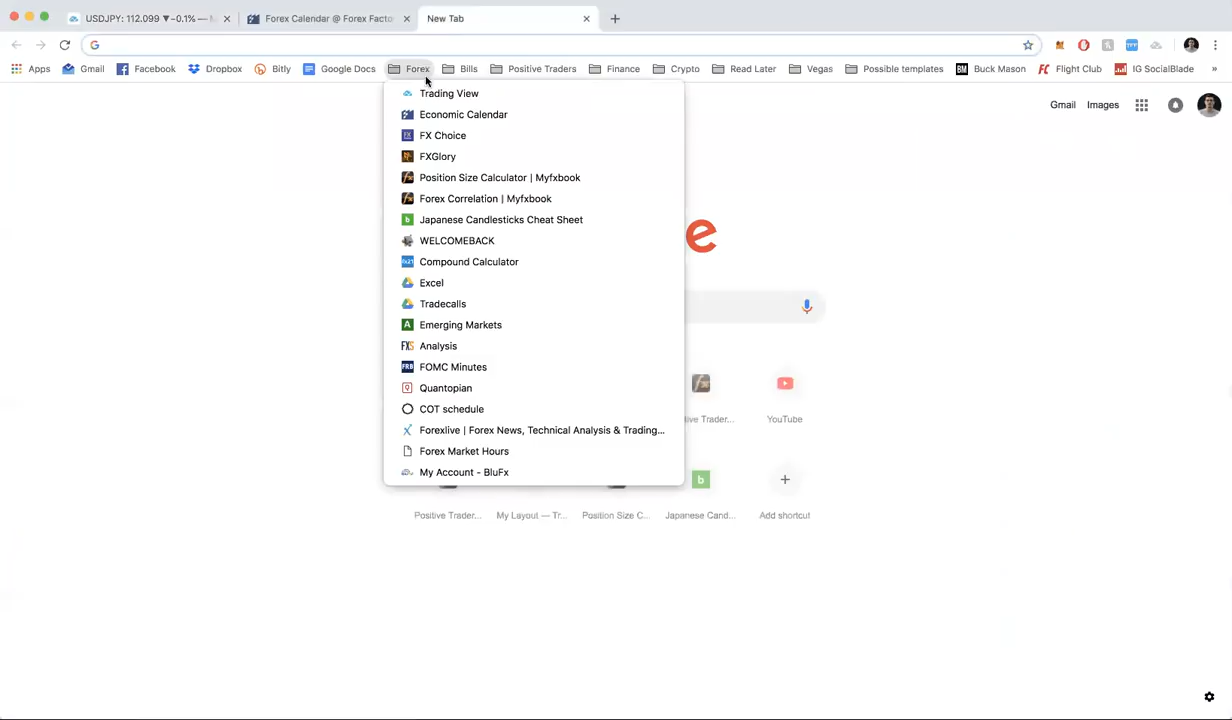 USDJPY: 112.099 ▼−0.1% — M
Forex Calendar @ Forex Facto
New Tab
Apps
Gmail
Facebook
Dropbox
Bitly
Google Docs
Forex
Bills
Positive Traders
Finance
Crypto
Read Later
Vegas
Possible templates
Buck Mason
Flight Club
IG SocialBlade
»
Gmail
Images
Trading View
Economic Calendar
FX Choice
FXGlory
Position Size Calculator | Myfxbook
Forex Correlation | Myfxbook
Japanese Candlesticks Cheat Sheet
WELCOMEBACK
Compound Calculator
Excel
Tradecalls
Emerging Markets
Analysis
FOMC Minutes
Quantopian
COT schedule
Forexlive | Forex News, Technical Analysis & Trading...
Forex Market Hours
My Account - BluFx
e
ive Trader...
YouTube
Positive Trader...
My Layout — Tr...
Position Size C...
Japanese Cand...
Add shortcut